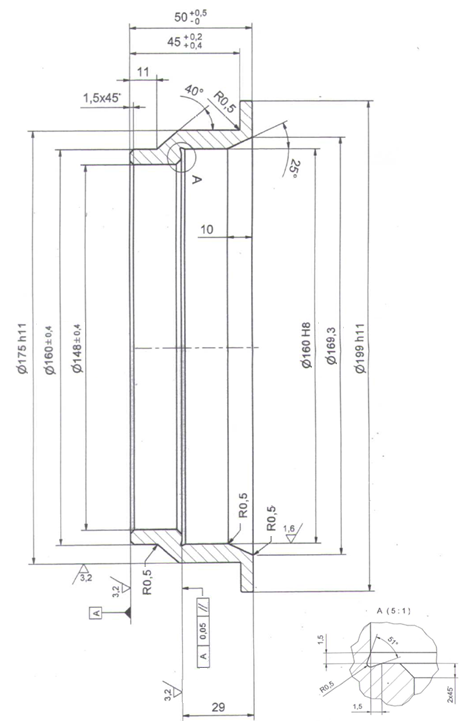 50 +0,5 -0
45 +0,2 +0,4
11
40°
R0,5
1,5x45°
25°
A
10
Ø175 h11
Ø160±0,4
Ø148±0,4
Ø160 H8
Ø169,3
Ø199 h11
R0,5
1,6
R0,5
3,2
R0,5
3,2
A
// 0,05 A
3,2
29
A (5:1)
1,5
51°
R0,5
1,5
2x45°